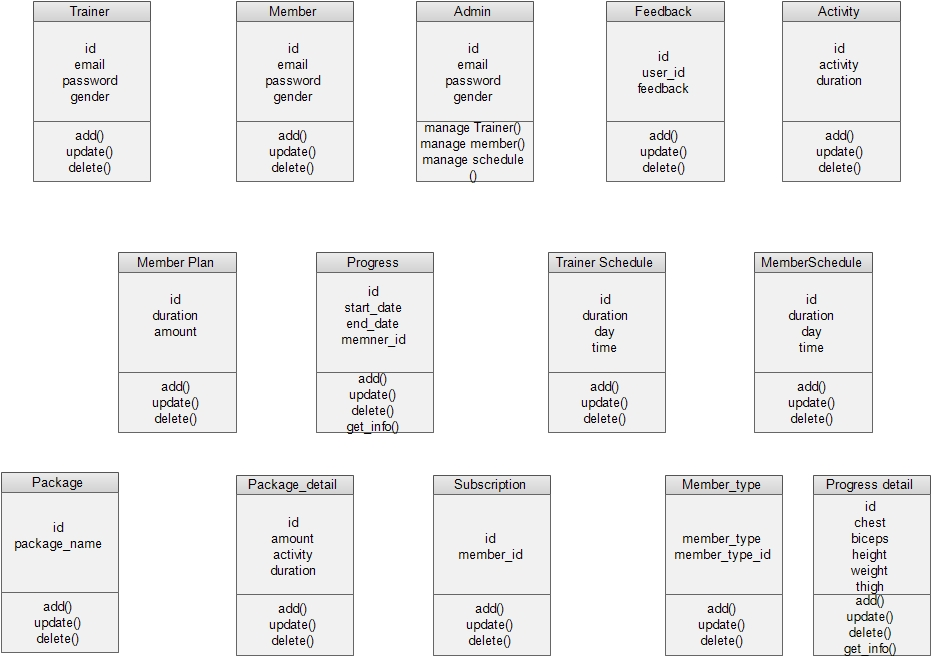 Trainer
id
email
password
gender
add()
update()
delete()
Member
id
email
password
gender
add()
update()
delete()
Admin
id
email
password
gender
manage Trainer()
manage member()
manage schedule
()
Feedback
id
user_id
feedback
add()
update()
delete()
Activity
id
activity
duration
add()
update()
delete()
Member Plan
id
duration
amount
add()
update()
delete()
Progress
id
start_date
end_date
memner_id
add()
update()
delete()
get_info()
Trainer Schedule
id
duration
day
time
add()
update()
delete()
MemberSchedule
id
duration
day
time
add()
update()
delete()
Package
id
package_name
add()
update()
delete()
Package_detail
id
amount
activity
duration
add()
update()
delete()
Subscription
id
member_id
add()
update()
delete()
Member_type
member_type
member_type_id
add()
update()
delete()
Progress detail
id
chest
biceps
height
weight
thigh
add()
update()
delete()
get_info()